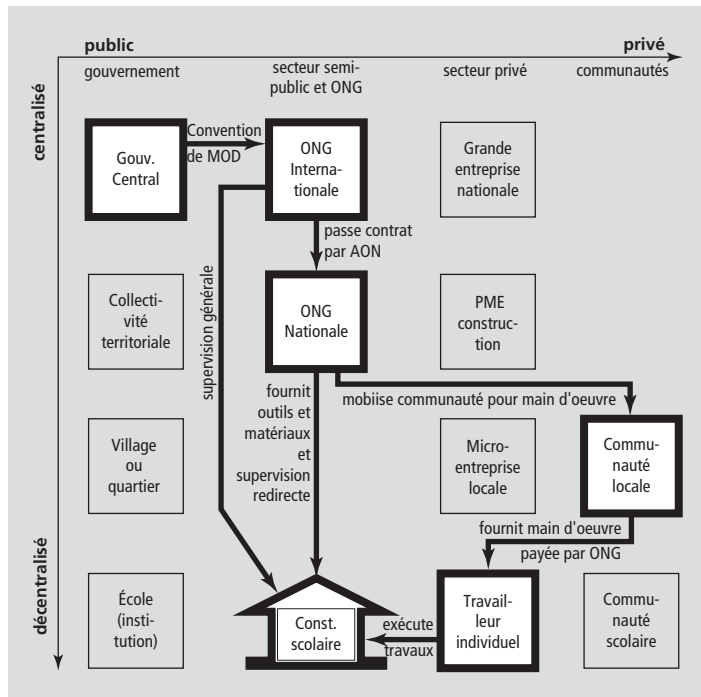 public
privé
gouvernement
secteur semi-
public et ONG
secteur privé
communautés
centralisé
décentralisé
Gouv.
Central
Convention
de MOD
ONG
Interna-
tionale
Grande
entreprise
nationale
passe contrat
par AON
supervision générale
Collecti-
vité
territoriale
ONG
Nationale
PME
construc-
tion
fournit
outils et
matériaux
et
supervision
redirecte
mobiise communauté pour main d'oeuvre
Village
ou
quartier
Micro-
entreprise
locale
Commu-
nauté
locale
fournit main d'oeuvre
payée par ONG
École
(insti-
tution)
Const.
scolaire
exécute
travaux
Travail-
leur
individuel
Commu-
nauté
scolaire